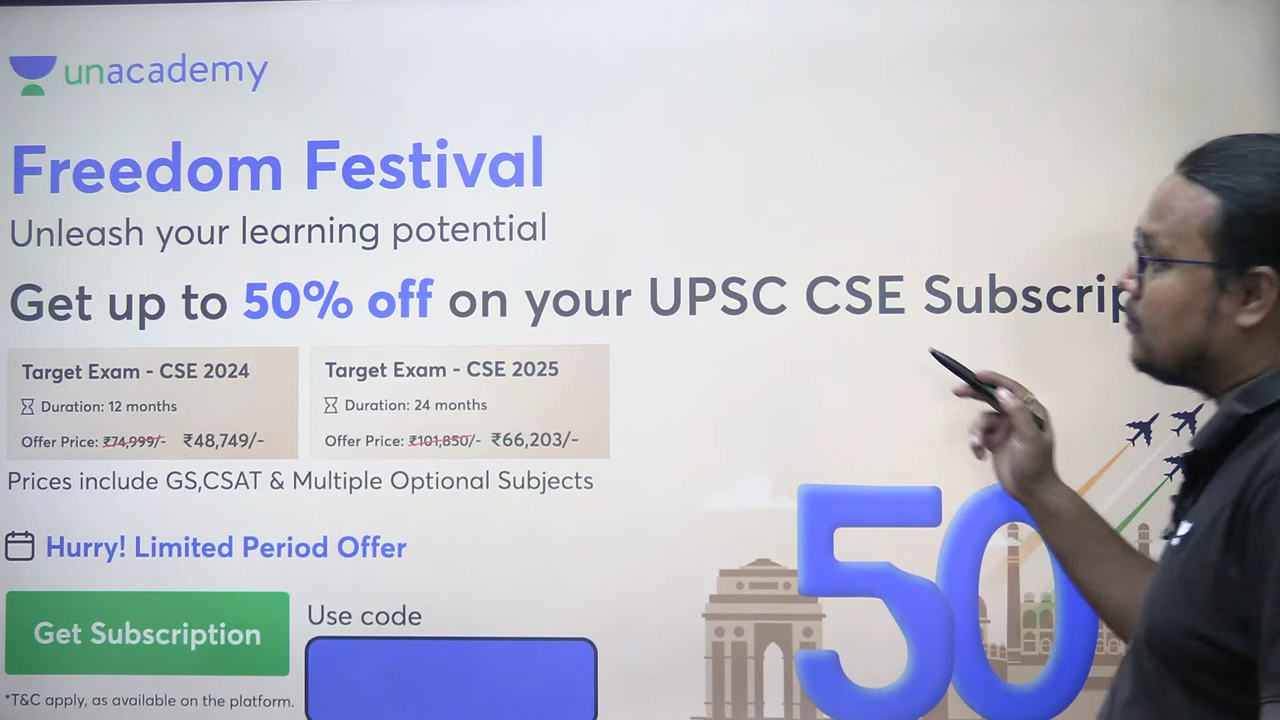 unacademy
Freedom Festival
Unleash your learning potential
Get up to 50% off on your UPSC CSE Subscrip
Target Exam - CSE 2024
Duration: 12 months
Offer Price: ₹74,999/- ₹48,749/-
Target Exam - CSE 2025
Duration: 24 months
Offer Price: ₹101,850/- ₹66,203/-
Prices include GS,CSAT & Multiple Optional Subjects
Hurry! Limited Period Offer
Get Subscription
Use code
*T&C apply, as available on the platform.
50